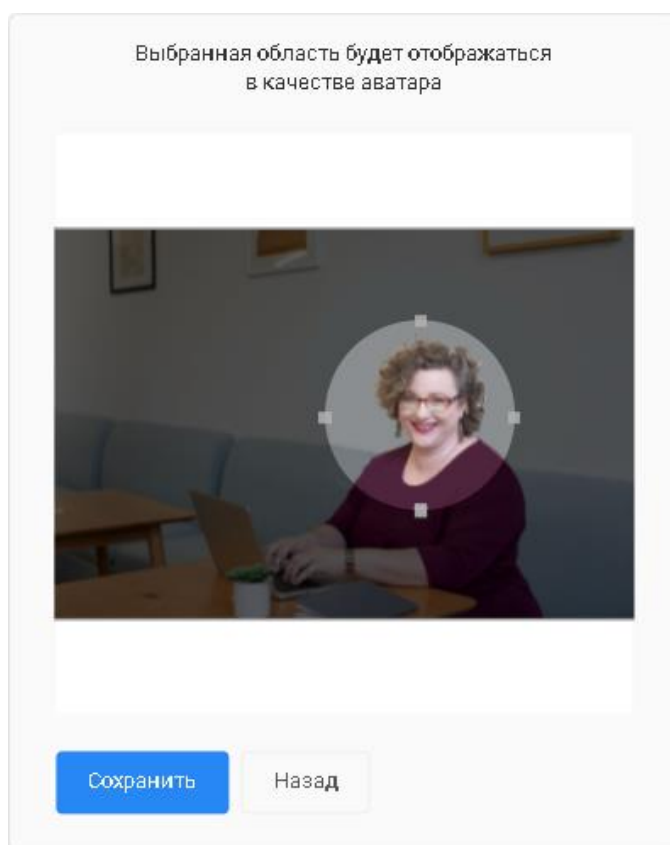 Выбранная область будет отображаться
в качестве аватара
Сохранить
Назад